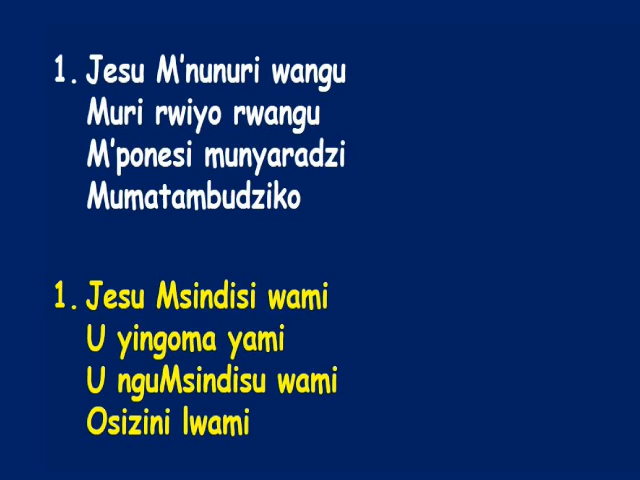 1. Jesu M'nunuri wangu
Muri rwiyo rwangu
M'ponesi munyaradzi
Mumatambudziko
1. Jesu Msindisi wami
U yingoma yami
U nguMsindisu wami
Osizini lwami